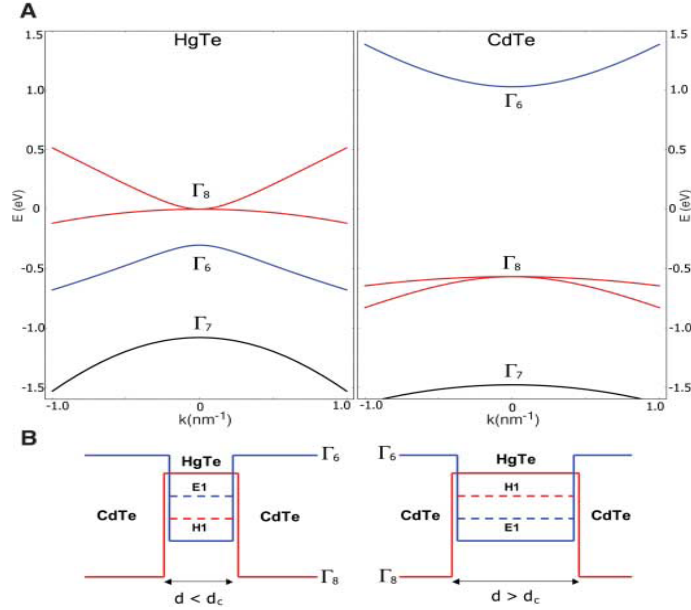 A
HgTe
CdTe
1.5
1.0
0.5
0
-0.5
-1.0
-1.5
E (eV)
Γ8
Γ6
Γ7
-1.0
0
1.0
k(nm-1)
Γ6
Γ8
Γ7
1.5
1.0
0.5
0
-0.5
-1.0
-1.5
E (eV)
-1.0
0
1.0
k(nm-1)
B
HgTe
Γ6
E1
CdTe
CdTe
H1
Γ8
d < dc
Γ6
HgTe
H1
CdTe
CdTe
E1
Γ8
d > dc